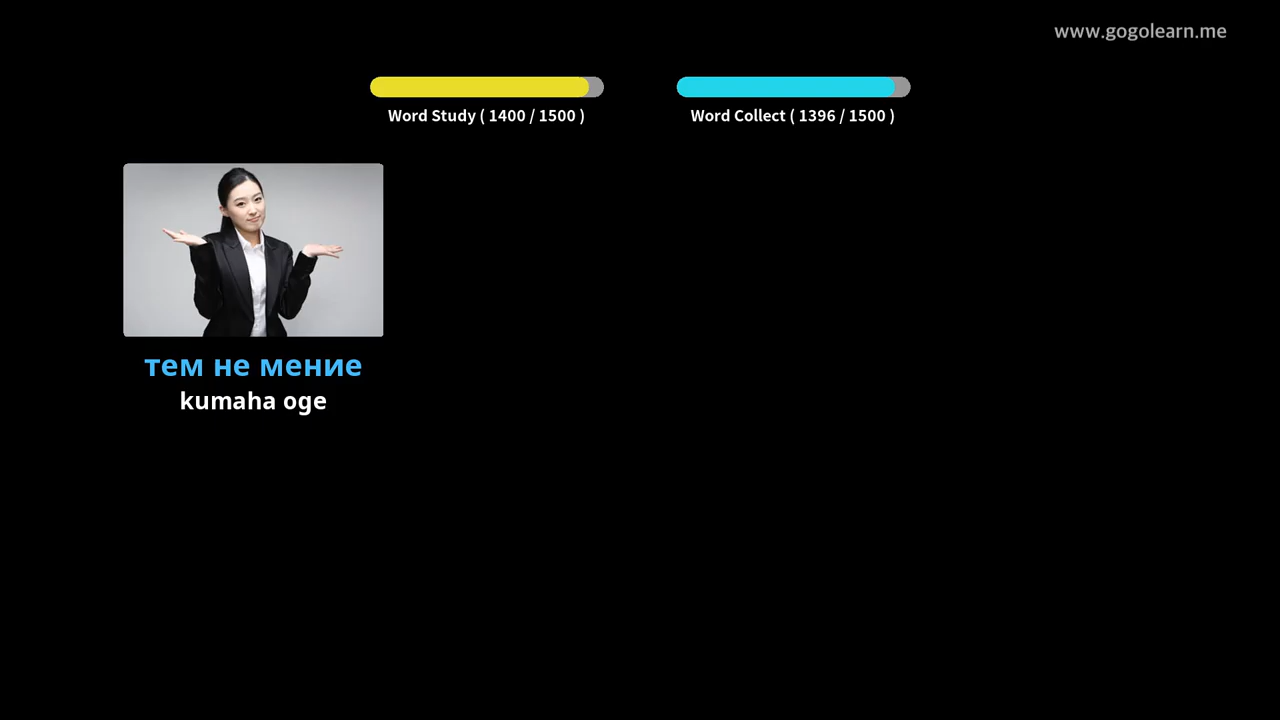 www.gogolearn.me
Word Study ( 1400 / 1500 )
Word Collect ( 1396 / 1500 )
тем не мение
kumaha oge